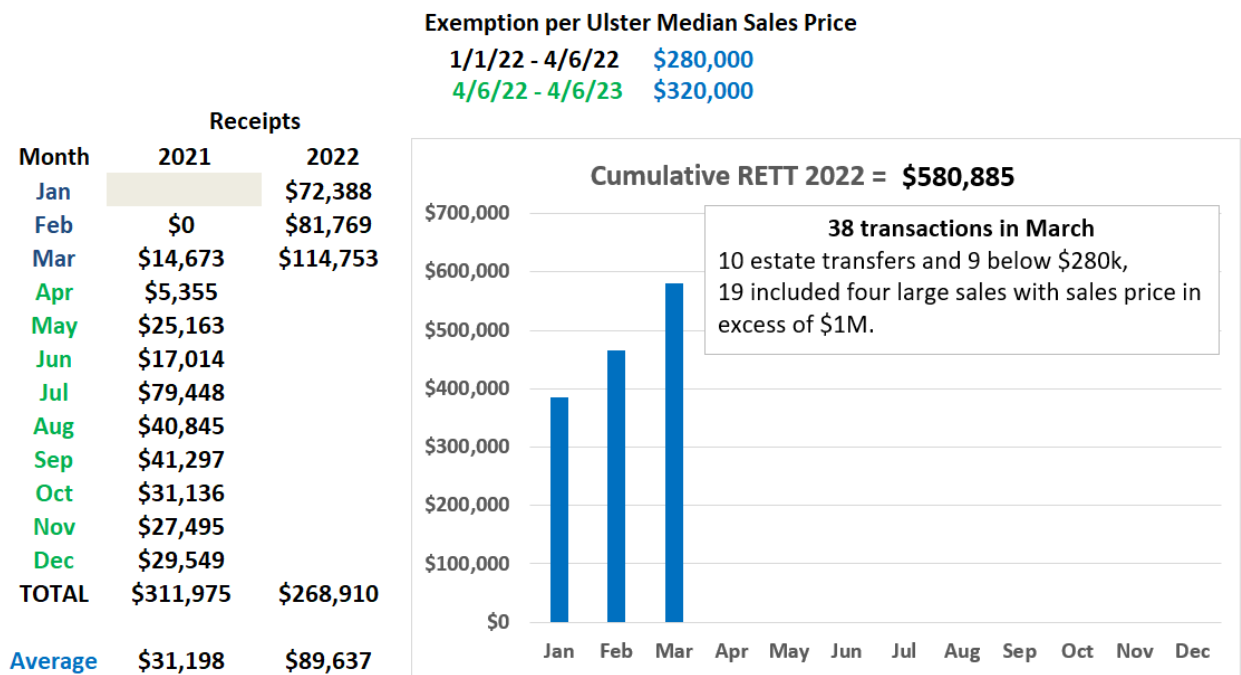 Exemption per Ulster Median Sales Price
1/1/22 - 4/6/22 $280,000
4/6/22 - 4/6/23 $320,000
Receipts
Month 2021 2022
Jan $72,388
Feb $0 $81,769
Mar $14,673 $114,753
Apr $5,355
May $25,163
Jun $17,014
Jul $79,448
Aug $40,845
Sep $41,297
Oct $31,136
Nov $27,495
Dec $29,549
TOTAL $311,975 $268,910
Average $31,198 $89,637
Cumulative RETT 2022 = $580,885
38 transactions in March
10 estate transfers and 9 below $280k,
19 included four large sales with sales price in
excess of $1M.
$700,000
$600,000
$500,000
$400,000
$300,000
$200,000
$100,000
$0
Jan Feb Mar Apr May Jun Jul Aug Sep Oct Nov Dec